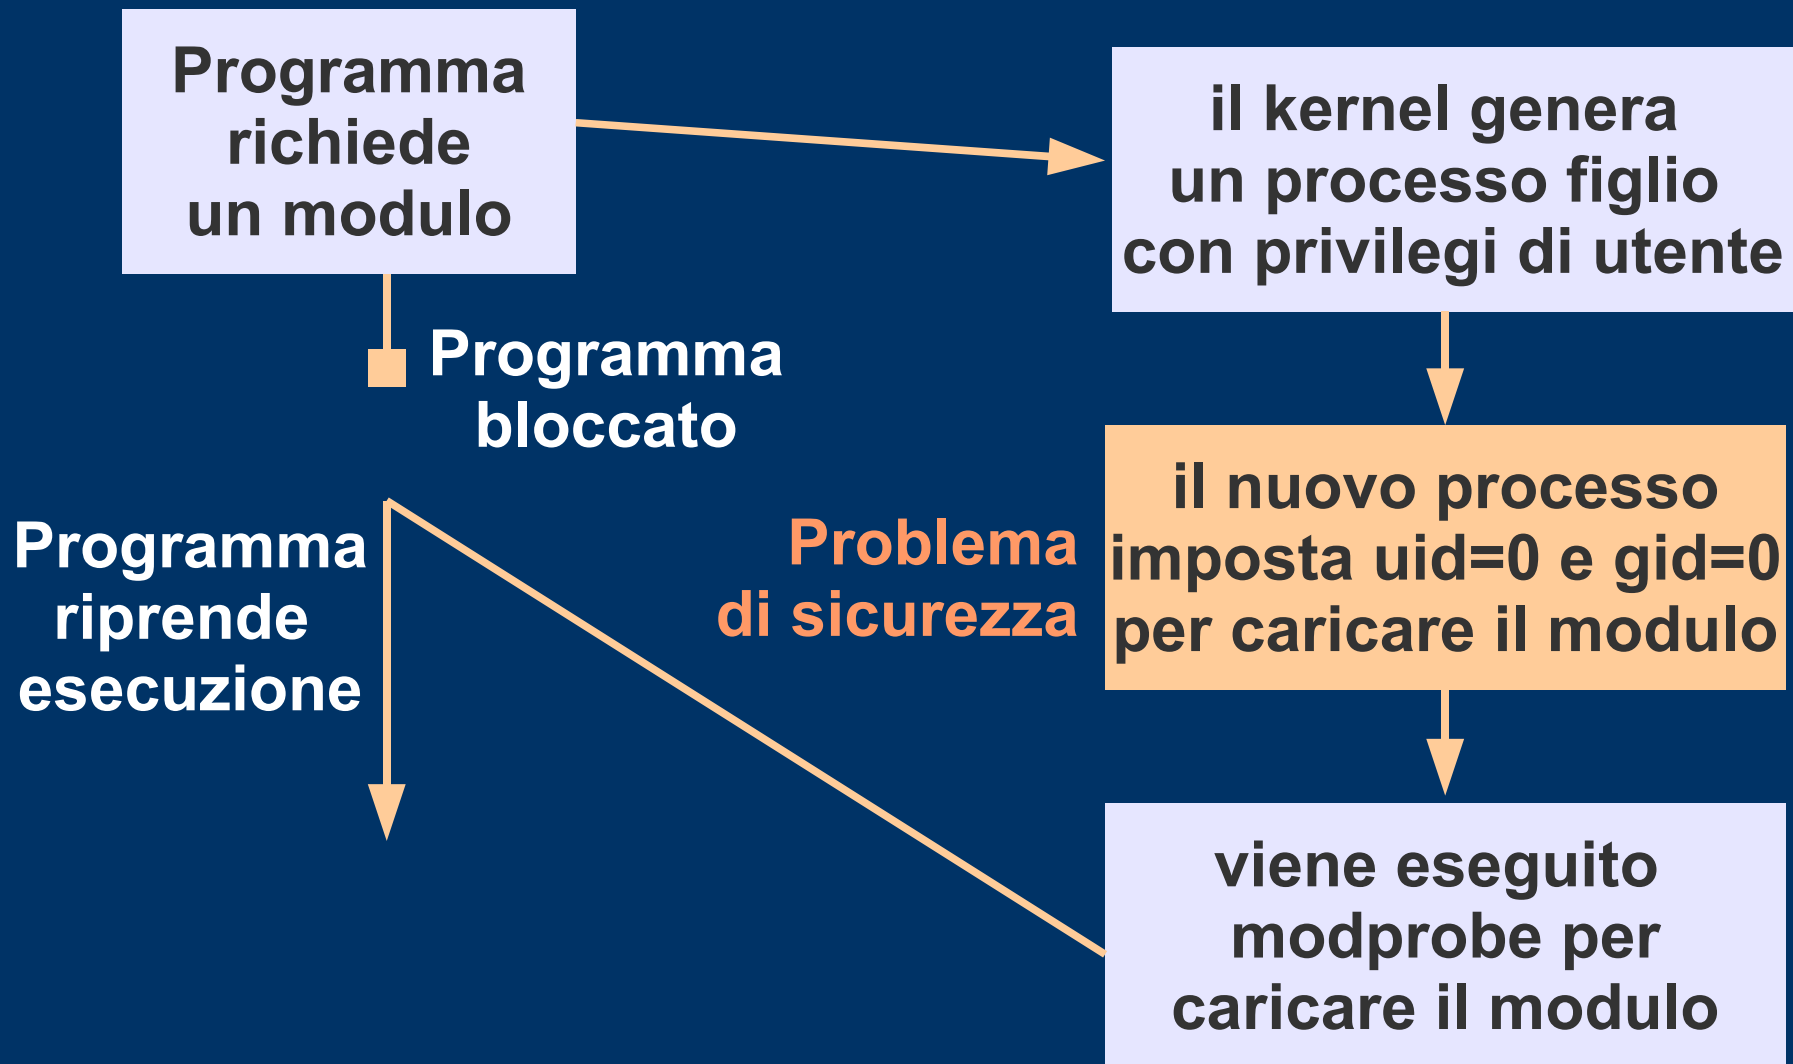 Programma
richiede
un modulo
il kernel genera
un processo figlio
con privilegi di utente
Programma
bloccato
il nuovo processo
imposta uid=0 e gid=0
per caricare il modulo
Problema
di sicurezza
Programma
riprende
esecuzione
viene eseguito
modprobe per
caricare il modulo